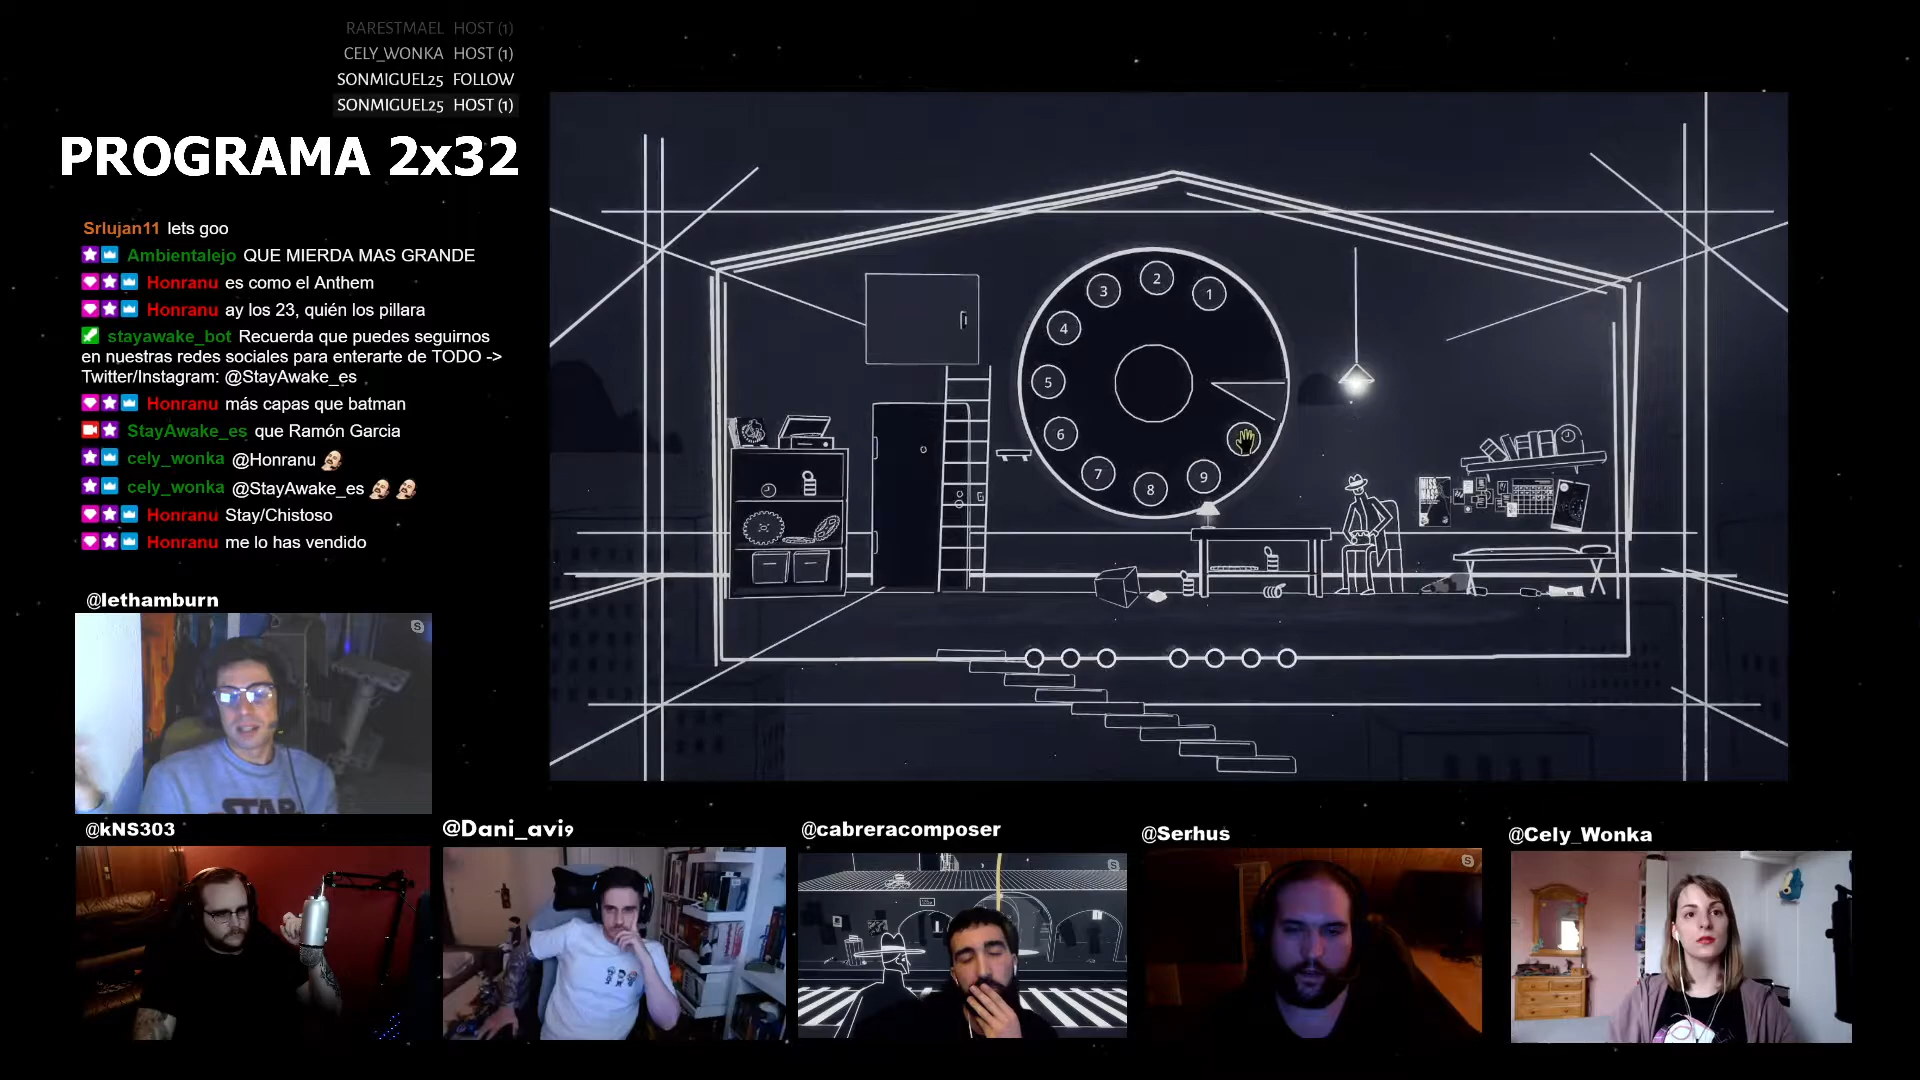 RARESTMAEL HOST (1)
CELY_WONKA HOST (1)
SONMIGUEL25 FOLLOW
SONMIGUEL25 HOST (1)
PROGRAMA 2x32
Srlujan11 lets goo
Ambientalejo QUE MIERDA MAS GRANDE
Honranu es como el Anthem
Honranu ay los 23, quién los pillara
stayawake_bot Recuerda que puedes seguirnos
en nuestras redes sociales para enterarte de TODO ->
Twitter/Instagram: @StayAwake_es
Honranu más capas que batman
StayAwake_es que Ramón Garcia
cely_wonka @Honranu
cely_wonka @StayAwake_es
Honranu Stay/Chistoso
Honranu me lo has vendido
3 2 1
4
5
6
7 8 9
MISS
MASS
@lethamburn
STAR
@kNS303
@Dani_avi9
@cabreracomposer
@Serhus
@Cely_Wonka